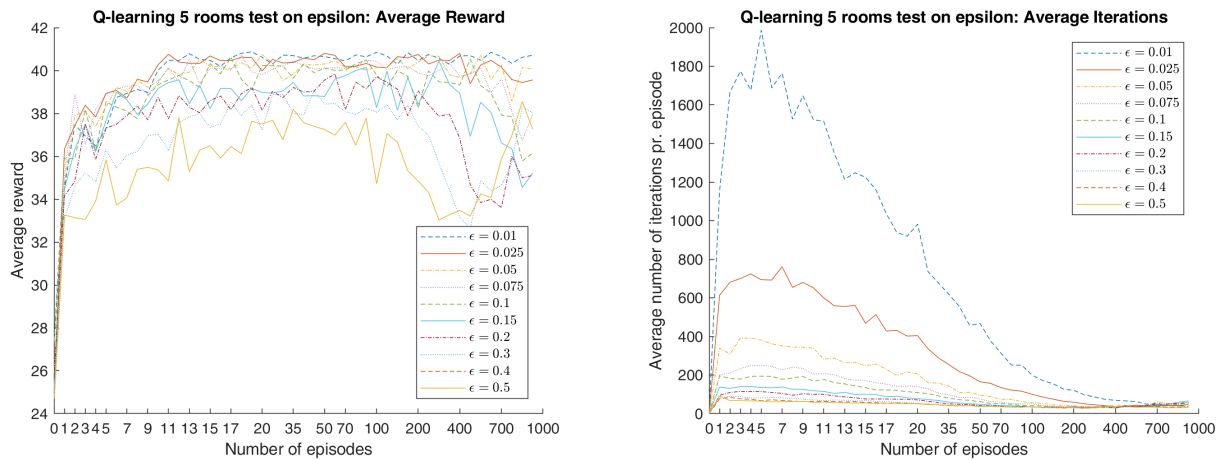 Q-learning 5 rooms test on epsilon: Average Reward
42
40
38
36
34
32
30
28
26
24
Average reward
0 1 2 3 4 5 7 9 11 13 15 17 20 35 50 70 100 200 400 700 1000
Number of episodes
ϵ = 0.01
ϵ = 0.025
ϵ = 0.05
ϵ = 0.075
ϵ = 0.1
ϵ = 0.15
ϵ = 0.2
ϵ = 0.3
ϵ = 0.4
ϵ = 0.5
Q-learning 5 rooms test on epsilon: Average Iterations
2000
1800
1600
1400
1200
1000
800
600
400
200
0
Average number of iterations pr. episode
0 1 2 3 4 5 7 9 11 13 15 17 20 35 50 70 100 200 400 700 1000
Number of episodes
ϵ = 0.01
ϵ = 0.025
ϵ = 0.05
ϵ = 0.075
ϵ = 0.1
ϵ = 0.15
ϵ = 0.2
ϵ = 0.3
ϵ = 0.4
ϵ = 0.5